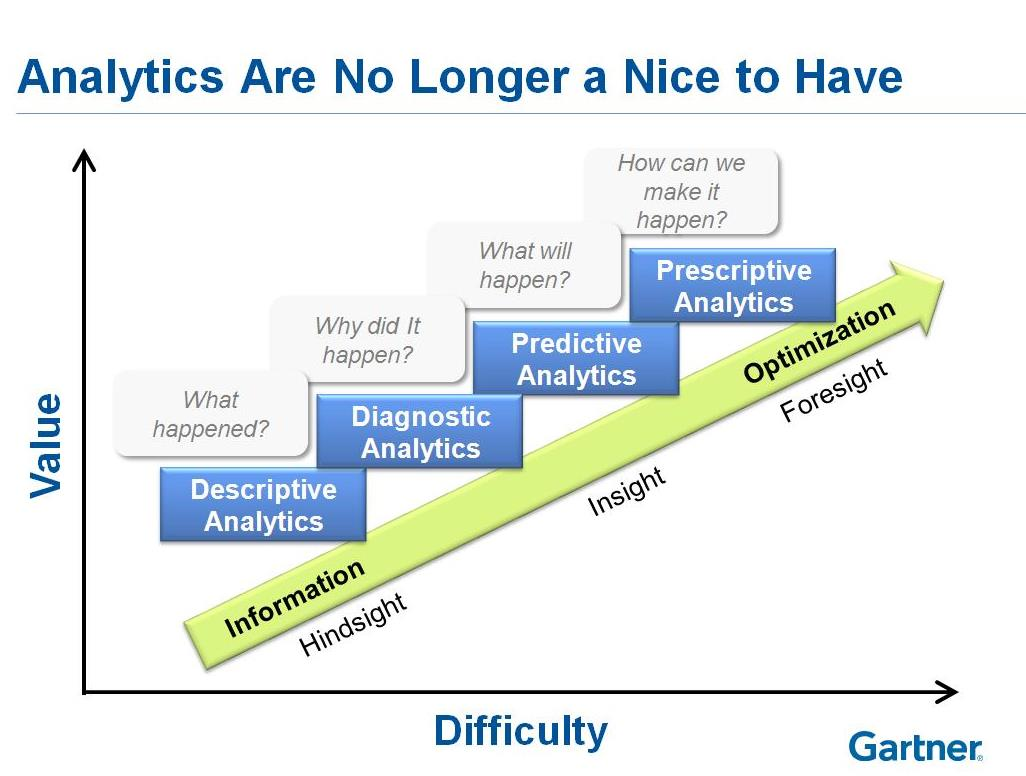 Analytics Are No Longer a Nice to Have
How can we
make it
happen?
What will
happen?
Prescriptive
Analytics
Why did It
happen?
Predictive
Analytics
Optimization
Foresight
What
happened?
Diagnostic
Analytics
Insight
Descriptive
Analytics
Information
Hindsight
Value
Difficulty
Gartner®